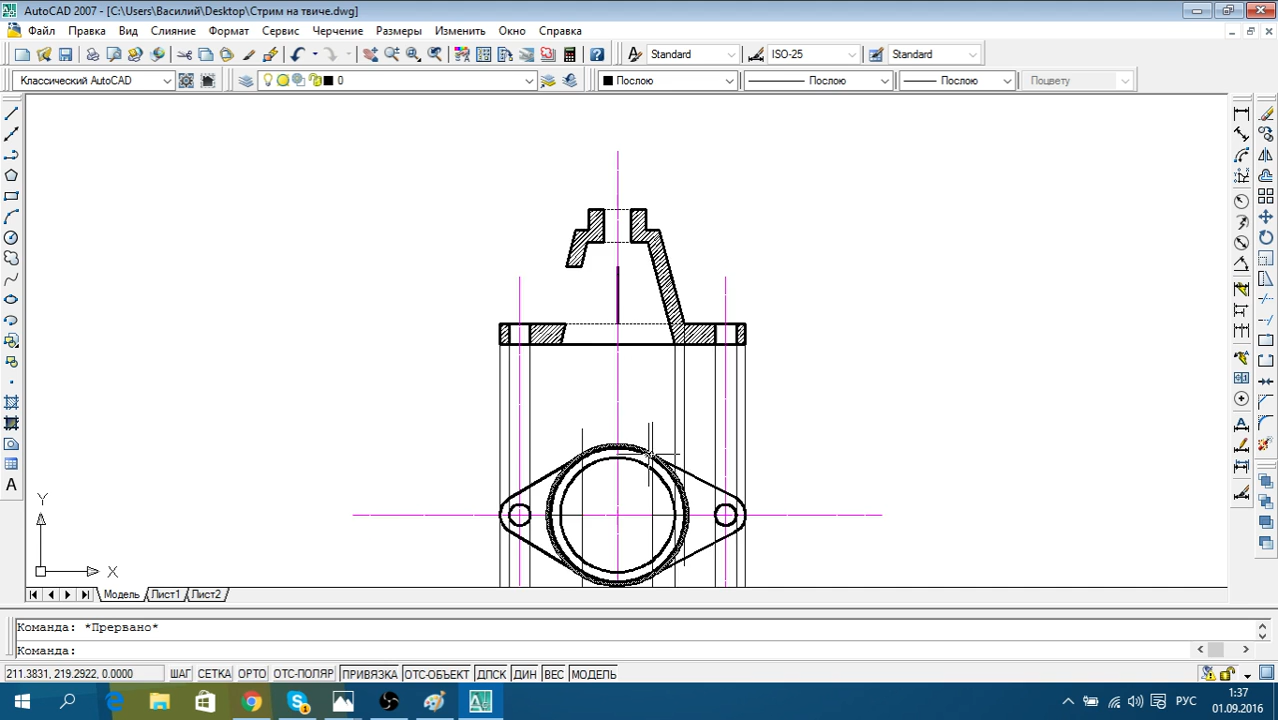 AutoCAD 2007 - [C:\Users\Василий\Desktop\Стрим на твиче.dwg]
Файл Правка Вид Слияние Формат Сервис Черчение Размеры Изменить Окно Справка
Standard ISO-25 Standard
Классический AutoCAD 0 Послою Послою Послою Поцвету
Y
X
Модель Лист1 Лист2
Команда: *Прервано*
Команда:
211.3831, 219.2922, 0.0000 ШАГ СЕТКА ОРТО ОТС-ПОЛЯР ПРИВЯЗКА ОТС-ОБЪЕКТ ДПСК ДИН ВЕС МОДЕЛЬ
РУС
1:37
01.09.2016